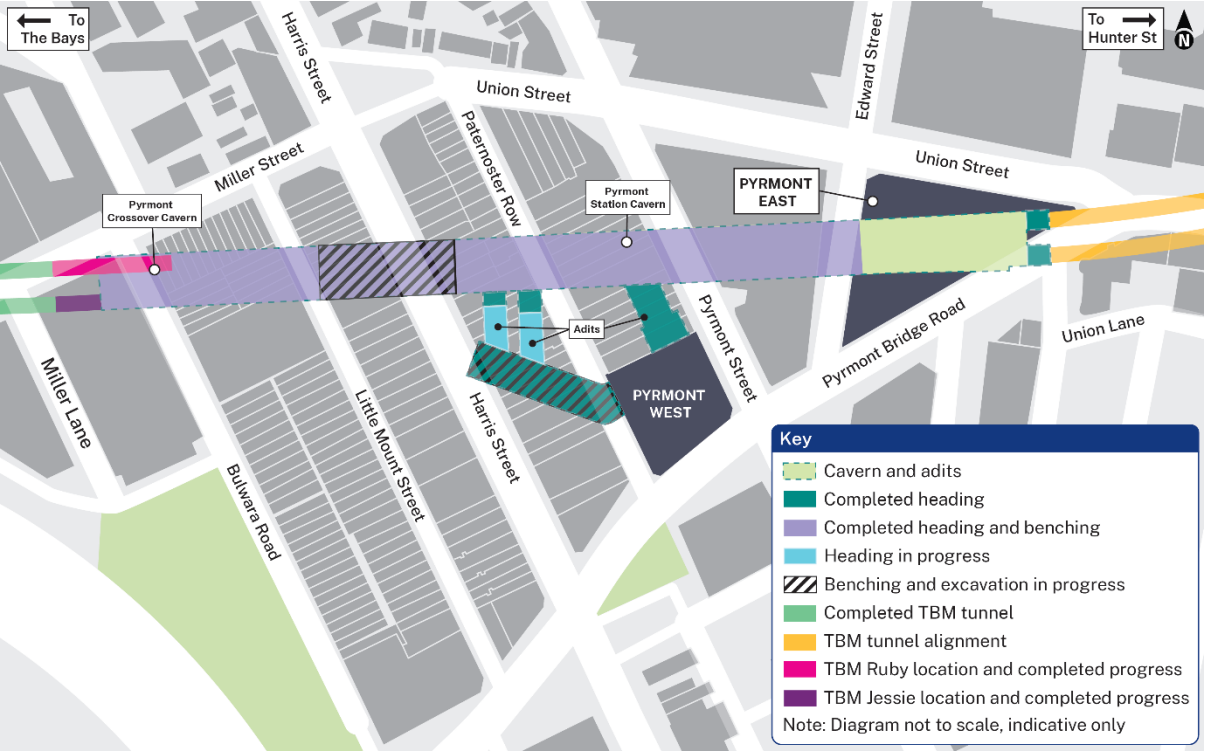 To
The Bays
To
Hunter St
N
Harris Street
Union Street
Edward Street
Paternoster Row
Miller Street
Union Street
Pyrmont
Crossover Cavern
Pyrmont
Station Cavern
PYRMONT
EAST
Adits
Pyrmont Street
Pyrmont Bridge Road
Union Lane
Miller Lane
Little Mount Street
Harris Street
PYRMONT
WEST
Bulwara Road
Key
Cavern and adits
Completed heading
Completed heading and benching
Heading in progress
Benching and excavation in progress
Completed TBM tunnel
TBM tunnel alignment
TBM Ruby location and completed progress
TBM Jessie location and completed progress
Note: Diagram not to scale, indicative only